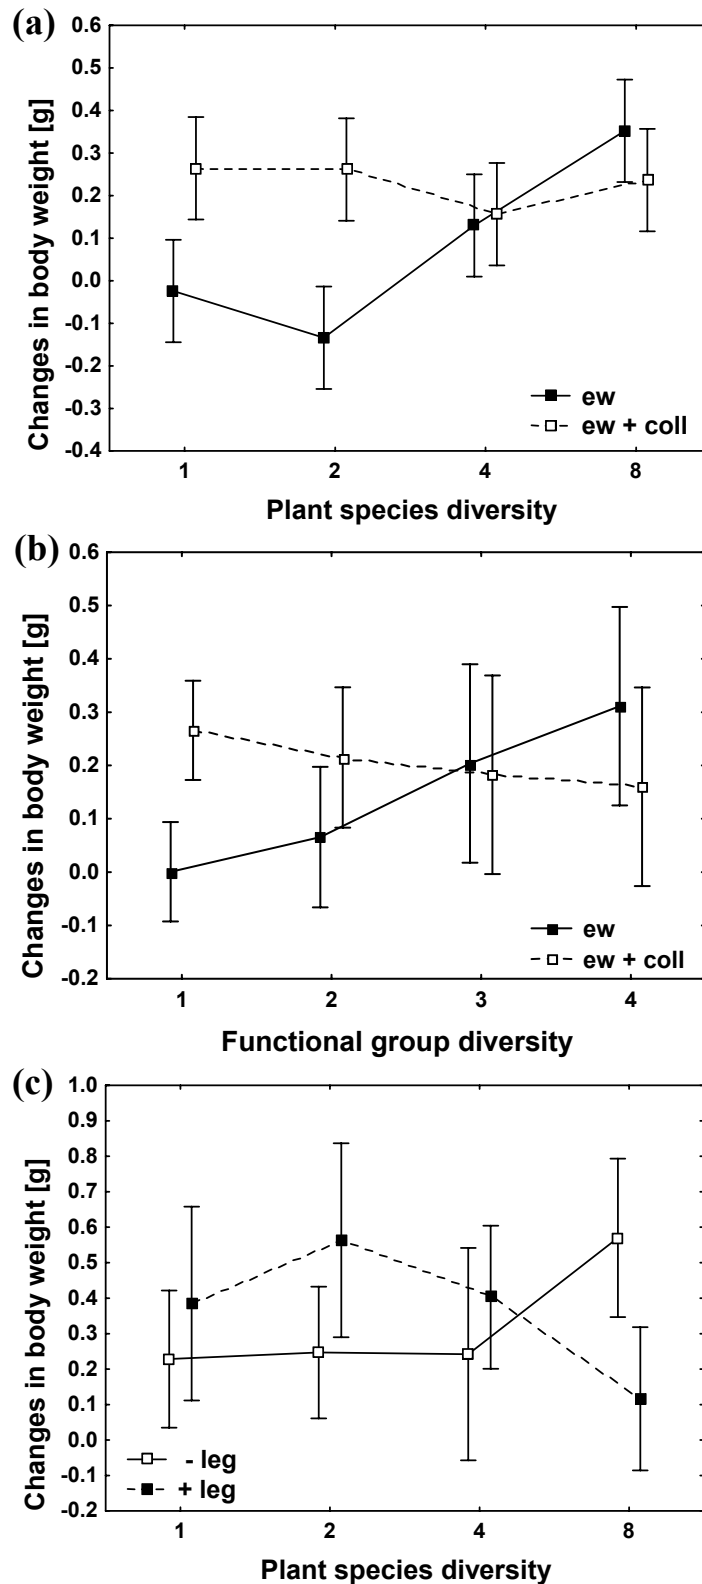 (a)
Changes in body weight [g]
0.6
0.5
0.4
0.3
0.2
0.1
0.0
-0.1
-0.2
-0.3
-0.4
ew
ew + coll
1 2 4 8
Plant species diversity
(b)
Changes in body weight [g]
0.6
0.5
0.4
0.3
0.2
0.1
0.0
-0.1
-0.2
ew
ew + coll
1 2 3 4
Functional group diversity
(c)
Changes in body weight [g]
1.0
0.9
0.8
0.7
0.6
0.5
0.4
0.3
0.2
0.1
0.0
-0.1
-0.2
- leg
+ leg
1 2 4 8
Plant species diversity